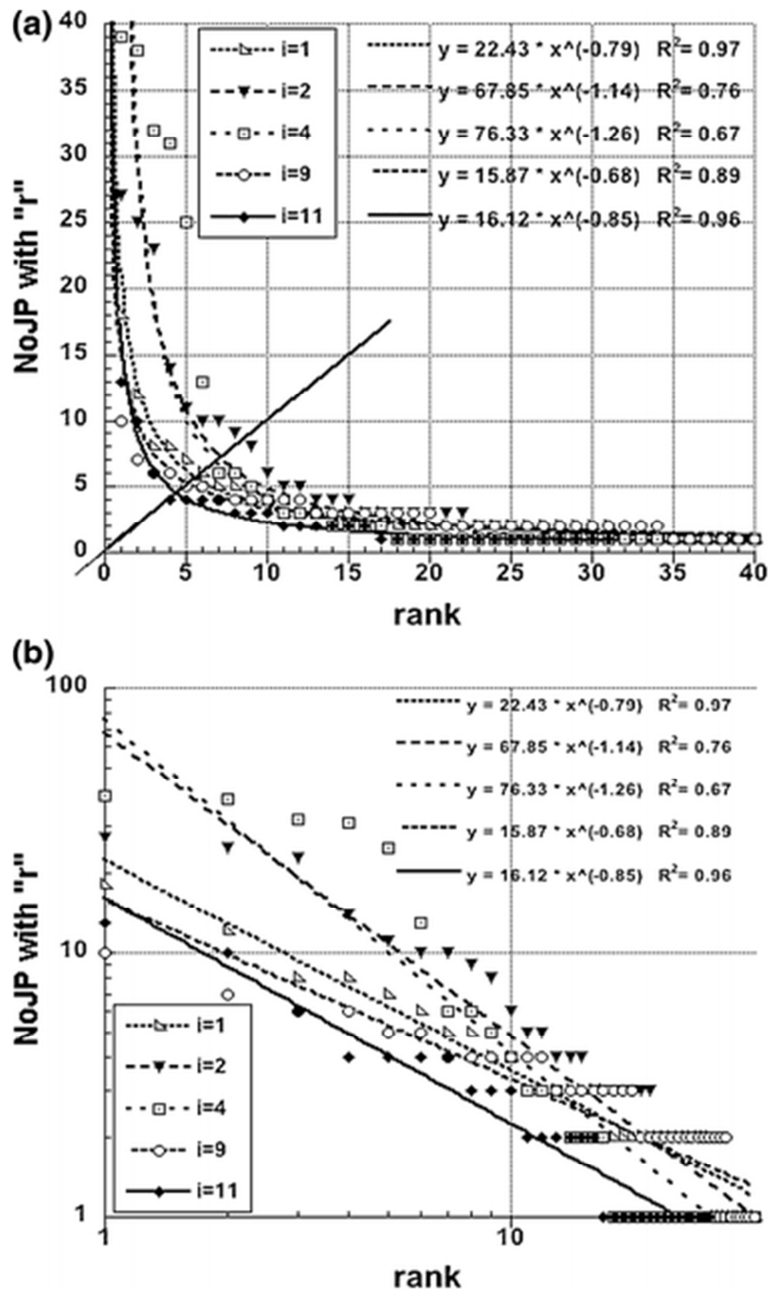 (a)
40
35
30
25
20
15
10
5
0
NoJP with "r"
i=1
i=2
i=4
i=9
i=11
y = 22.43 * x^(-0.79) R²= 0.97
y = 67.85 * x^(-1.14) R²= 0.76
y = 76.33 * x^(-1.26) R²= 0.67
y = 15.87 * x^(-0.68) R²= 0.89
y = 16.12 * x^(-0.85) R²= 0.96
0 5 10 15 20 25 30 35 40
rank
(b)
100
10
1
NoJP with "r"
y = 22.43 * x^(-0.79) R²= 0.97
y = 67.85 * x^(-1.14) R²= 0.76
y = 76.33 * x^(-1.26) R²= 0.67
y = 15.87 * x^(-0.68) R²= 0.89
y = 16.12 * x^(-0.85) R²= 0.96
i=1
i=2
i=4
i=9
i=11
1 10
rank